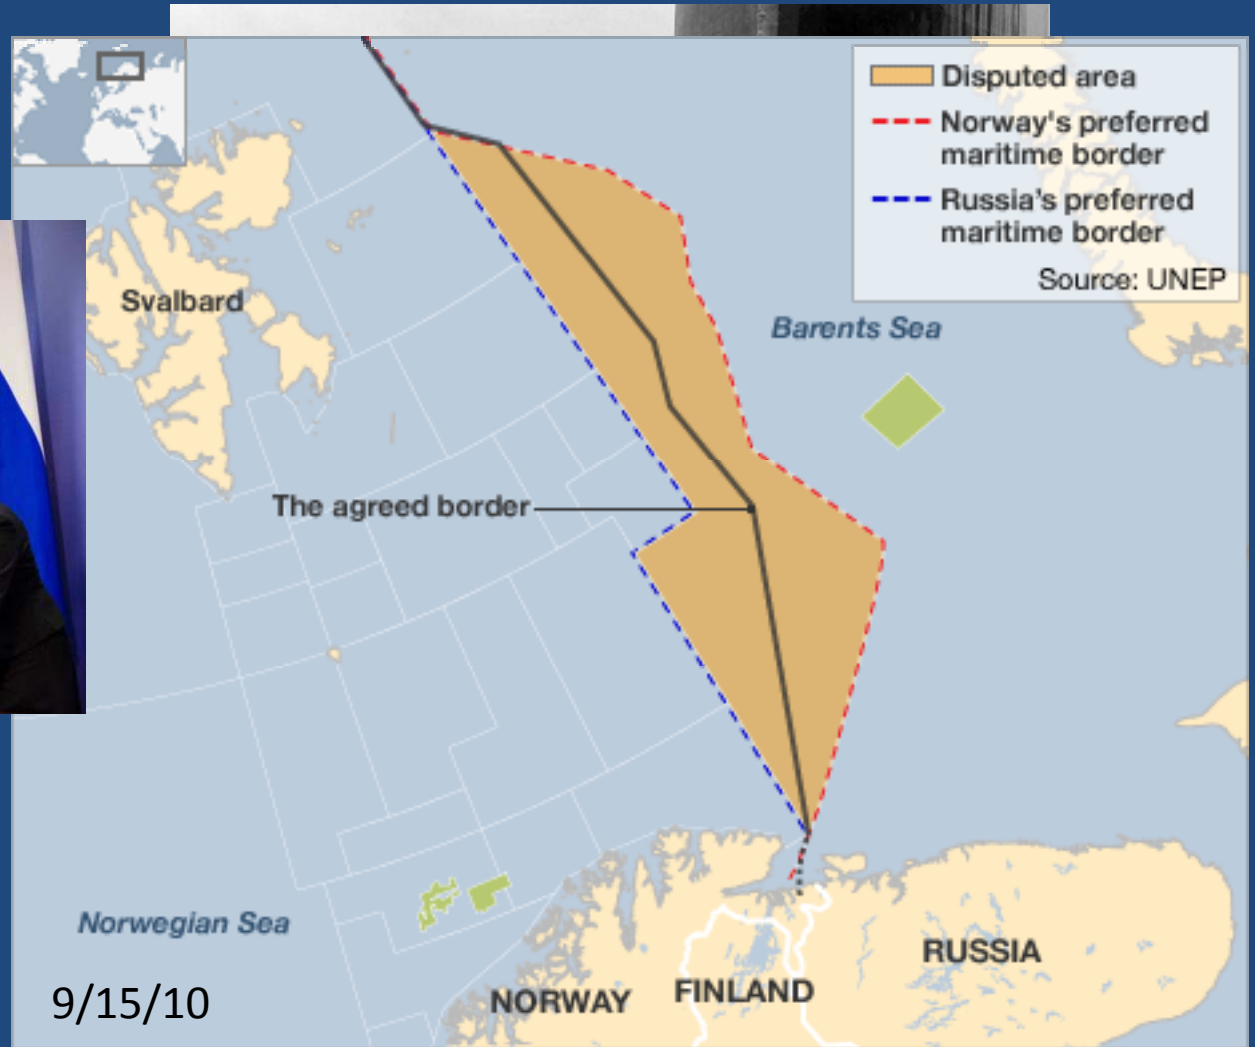 Disputed area
Norway's preferred
maritime border
Russia's preferred
maritime border
Source: UNEP
Svalbard
Barents Sea
The agreed border
Norwegian Sea
RUSSIA
FINLAND
NORWAY
9/15/10